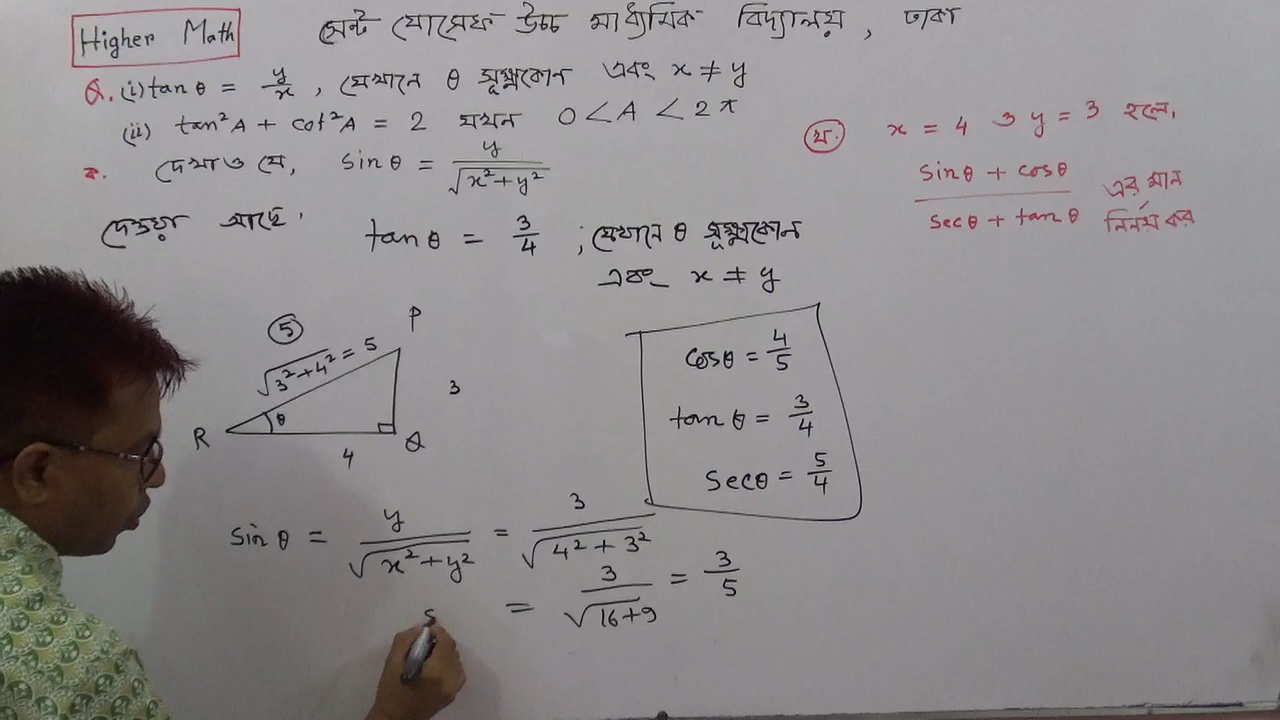 Higher Math
সেন্ট যোসেফ উচ্চ মাধ্যমিক বিদ্যালয়, ঢাকা
Q. (i) tan θ = y/x, যেখানে θ সূক্ষ্মকোন এবং x ≠ y
(ii) tan²A + cot²A = 2 যখন 0 < A < 2π
ক. দেখাও যে, sin θ = y/√(x²+y²)
খ. x = 4 ও y = 3 হলে,
(sinθ + cosθ)/(secθ + tanθ) এর মান
নির্নয় কর
দেওয়া আছে, tan θ = 3/4 ; যেখানে θ সূক্ষ্মকোন
এবং x ≠ y
5
P
√(3²+4²) = 5
3
θ
R
Q
4
cosθ = 4/5
tan θ = 3/4
secθ = 5/4
sin θ = y/√(x²+y²) = 3/√(4²+3²)
= 3/√(16+9) = 3/5
s